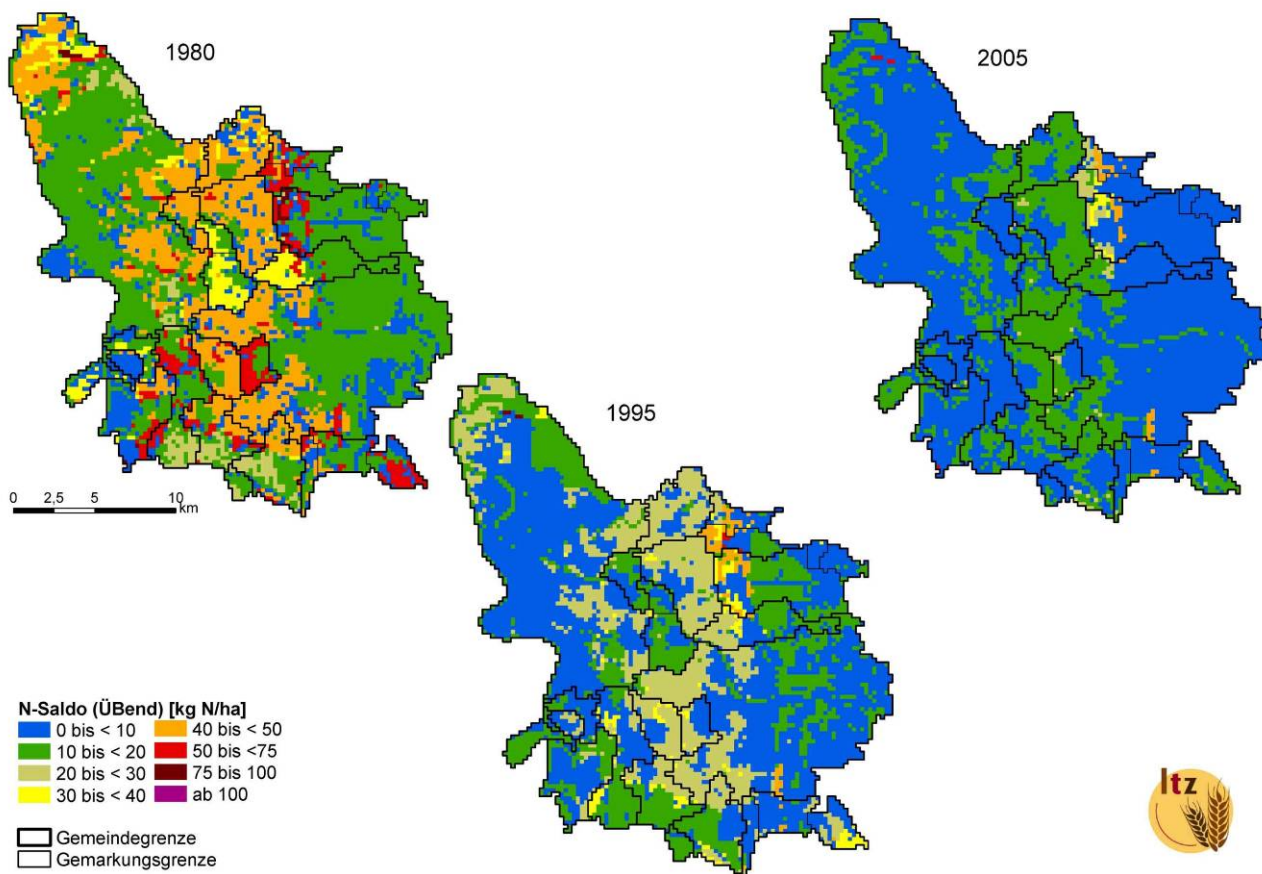 1980
2005
1995
0 2,5 5 10
km
N-Saldo (ÜBend) [kg N/ha]
0 bis < 10
40 bis < 50
10 bis < 20
50 bis <75
20 bis < 30
75 bis 100
30 bis < 40
ab 100
Gemeindegrenze
Gemarkungsgrenze
ltz